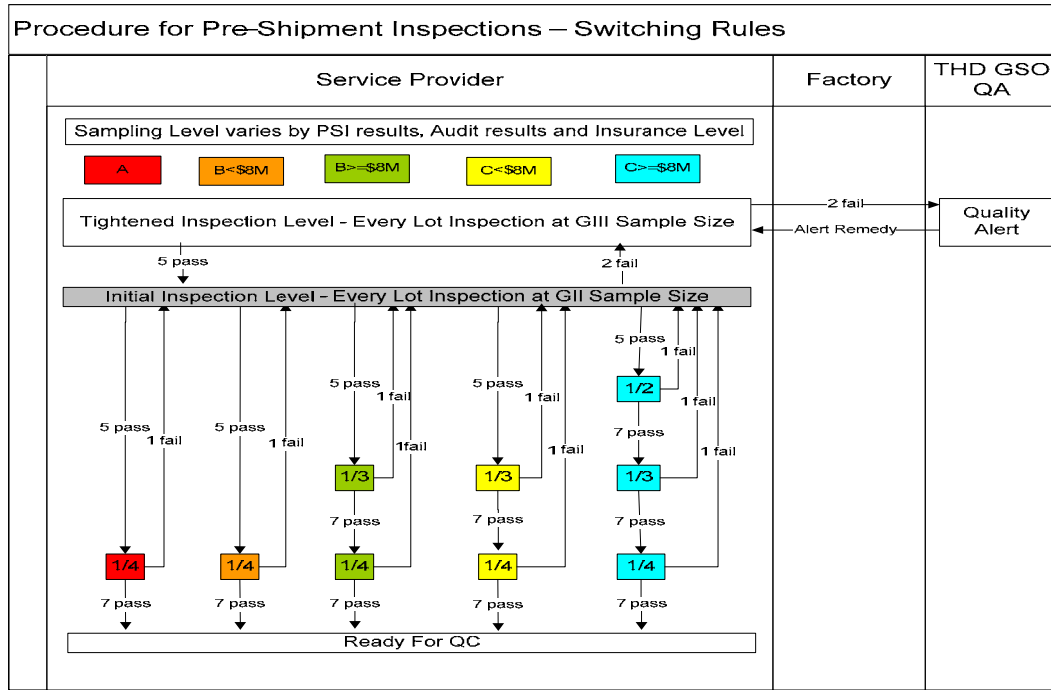 Procedure for Pre-Shipment Inspections – Switching Rules
Service Provider
Factory
THD GSO
QA
Sampling Level varies by PSI results, Audit results and Insurance Level
A
B<$8M
B>=$8M
C<$8M
C>=$8M
Tightened Inspection Level - Every Lot Inspection at GIII Sample Size
2 fail
Alert Remedy
Quality
Alert
5 pass
2 fail
Initial Inspection Level - Every Lot Inspection at GII Sample Size
5 pass
1 fail
1/2
5 pass
1 fail
5 pass
1 fail
1 fail
5 pass
1 fail
5 pass
1 fail
1fail
1 fail
7 pass
1 fail
1/3
1/3
1/3
7 pass
7 pass
7 pass
1/4
1/4
1/4
1/4
1/4
7 pass
7 pass
7 pass
7 pass
7 pass
Ready For QC